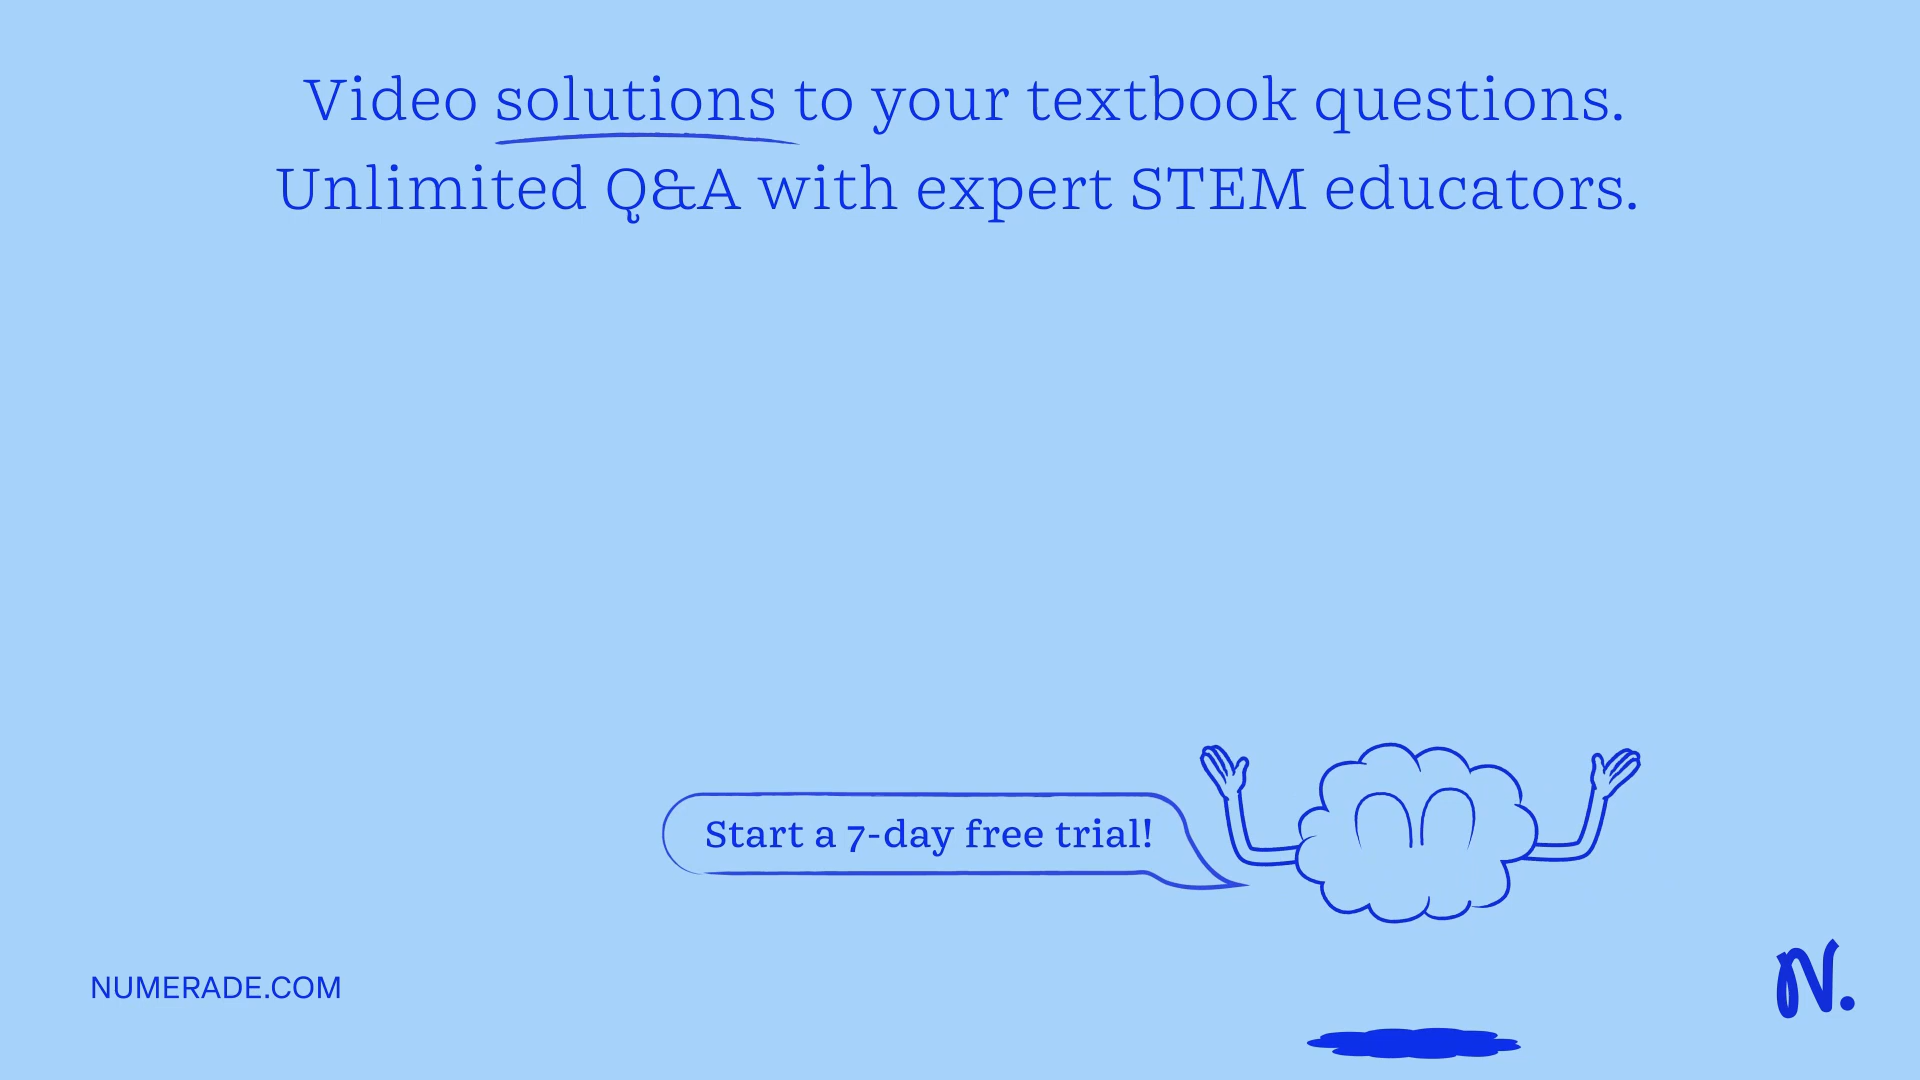 Video solutions to your textbook questions.
Unlimited Q&A with expert STEM educators.
Start a 7-day free trial!
NUMERADE.COM
N.